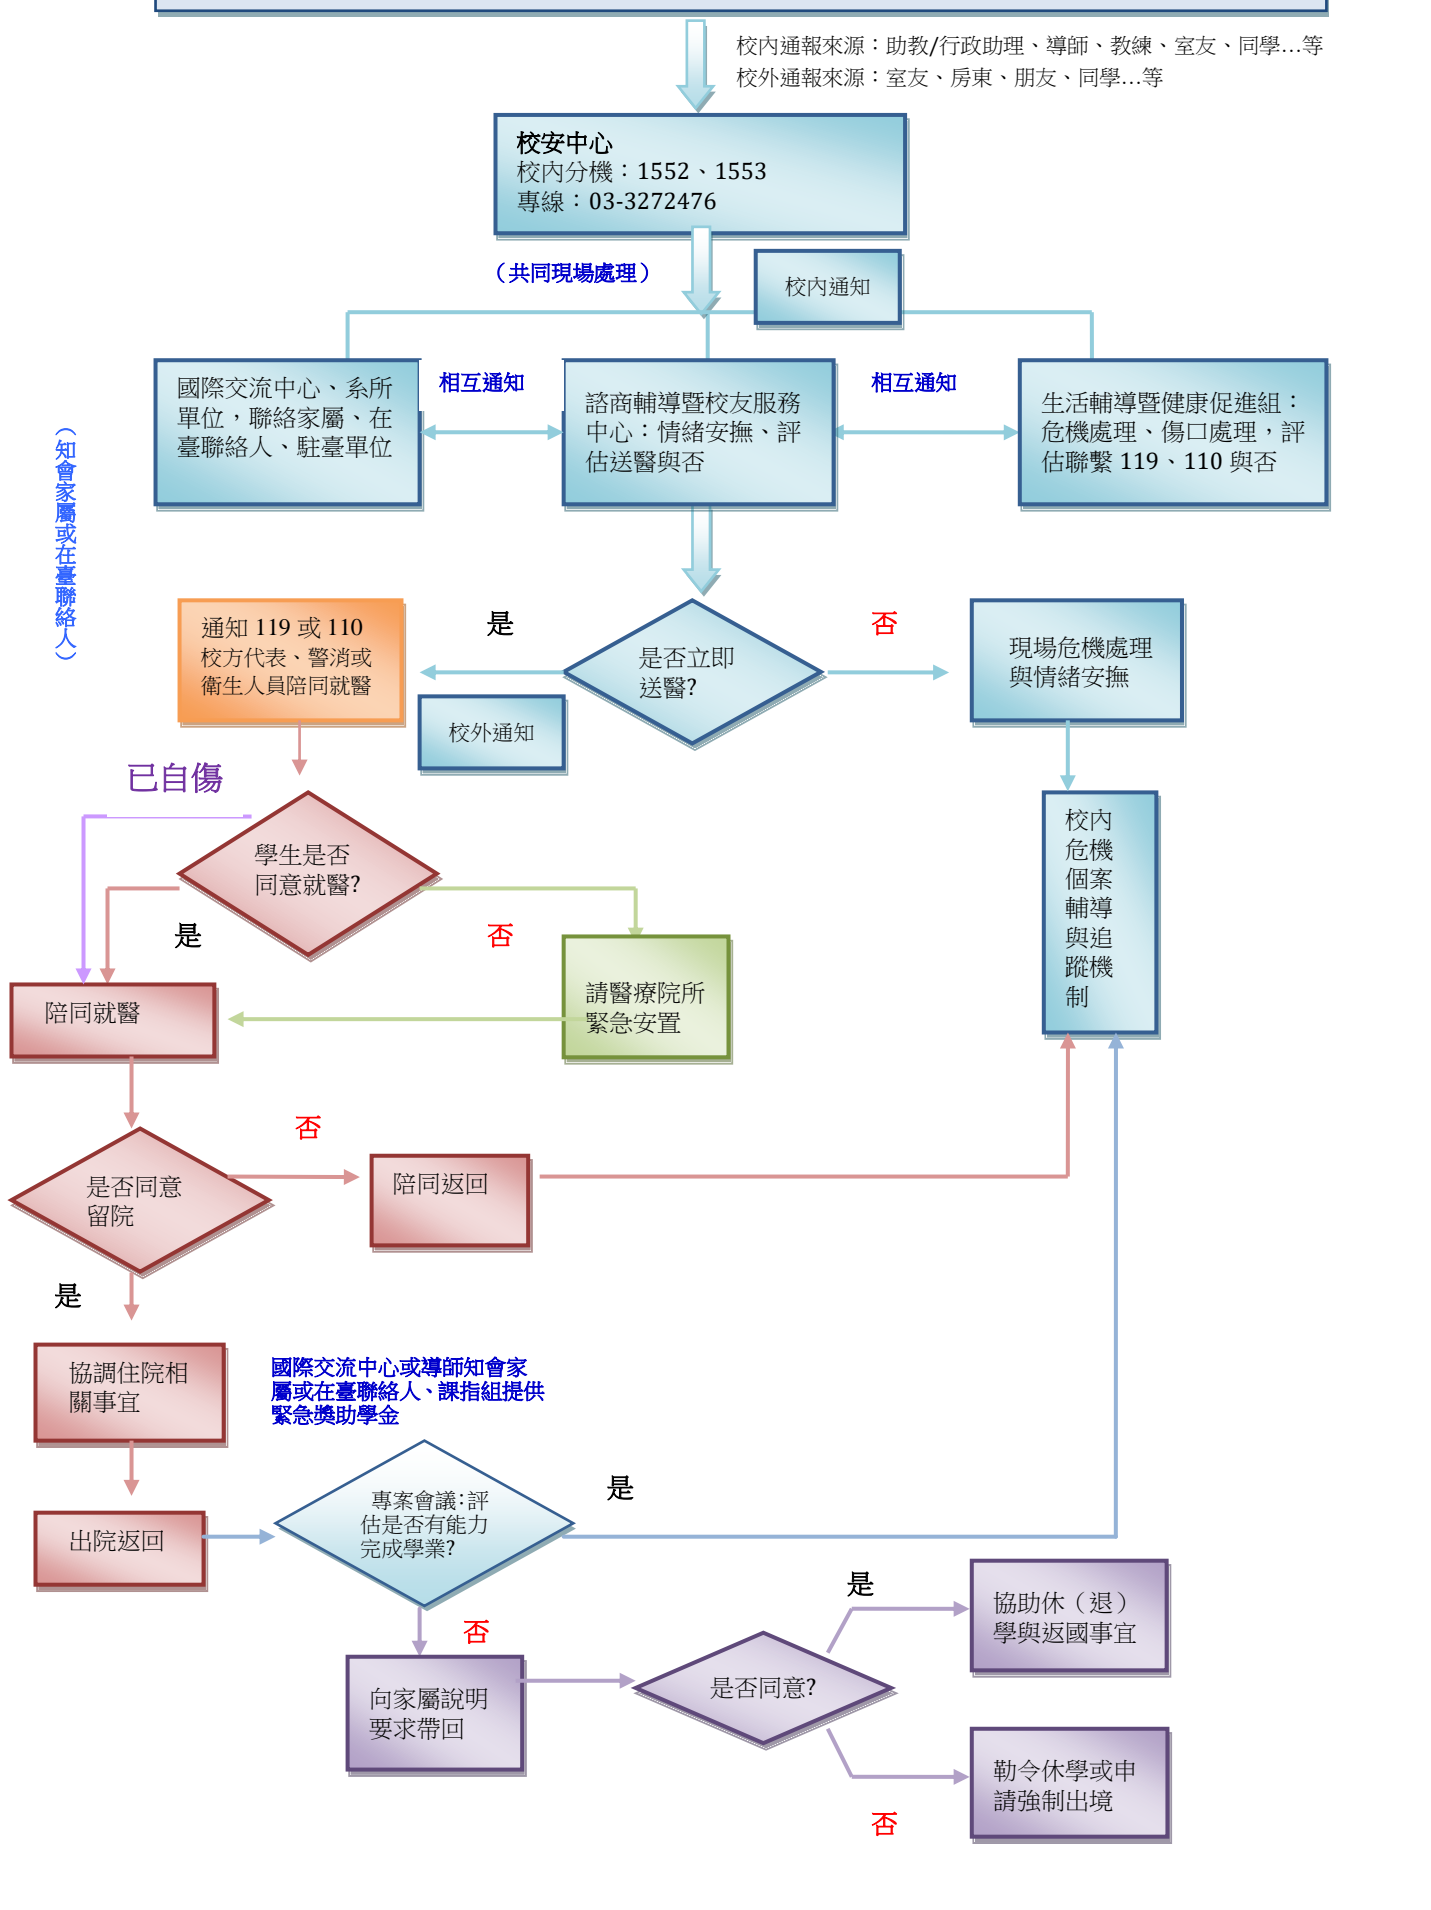 校內通報來源：助教/行政助理、導師、教練、室友、同學…等
校外通報來源：室友、房東、朋友、同學…等
校安中心
校內分機：1552、1553
專線：03-3272476
（共同現場處理）
校內通知
國際交流中心、系所
單位，聯絡家屬、在
臺聯絡人、駐臺單位
相互通知
諮商輔導暨校友服務
中心：情緒安撫、評
估送醫與否
相互通知
生活輔導暨健康促進組：
危機處理、傷口處理，評
估聯繫 119、110 與否
（知會家屬或在臺聯絡人）
通知 119 或 110
校方代表、警消或
衛生人員陪同就醫
是
是否立即
送醫?
否
現場危機處理
與情緒安撫
校外通知
已自傷
學生是否
同意就醫?
校內
危機
個案
輔導
與追
蹤機
制
是
否
陪同就醫
請醫療院所
緊急安置
否
是否同意
留院
陪同返回
是
協調住院相
關事宜
國際交流中心或導師知會家
屬或在臺聯絡人、課指組提供
緊急獎助學金
是
出院返回
專案會議:評
估是否有能力
完成學業?
是
協助休（退）
學與返國事宜
否
向家屬說明
要求帶回
是否同意?
勒令休學或申
請強制出境
否